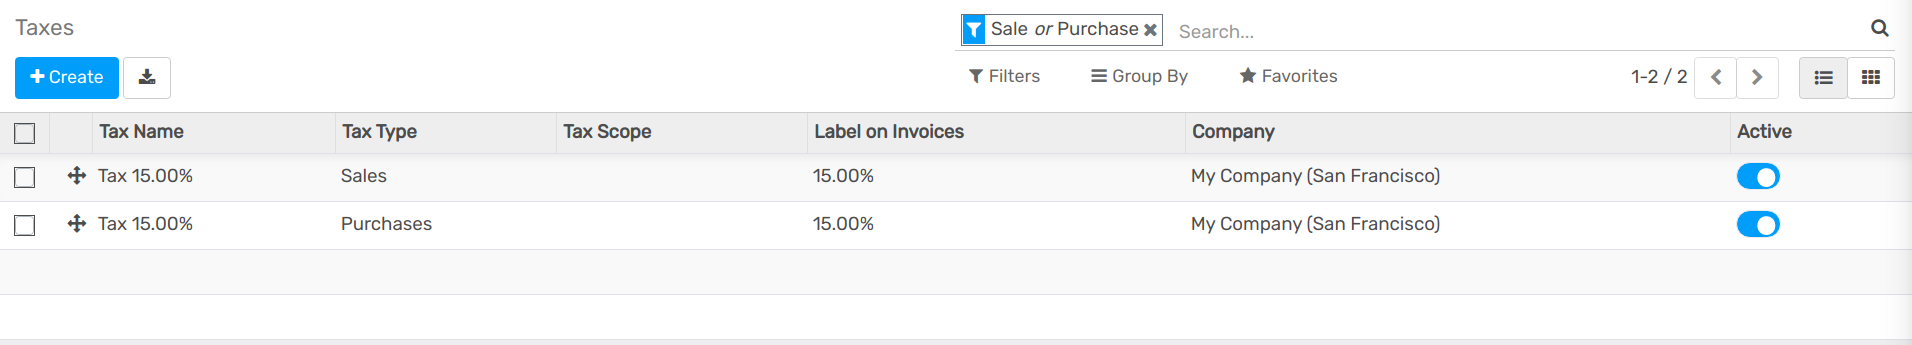 Taxes
Sale or Purchase Search...
Create
Filters Group By Favorites 1-2 / 2
Tax Name Tax Type Tax Scope Label on Invoices Company Active
Tax 15.00% Sales 15.00% My Company (San Francisco)
Tax 15.00% Purchases 15.00% My Company (San Francisco)